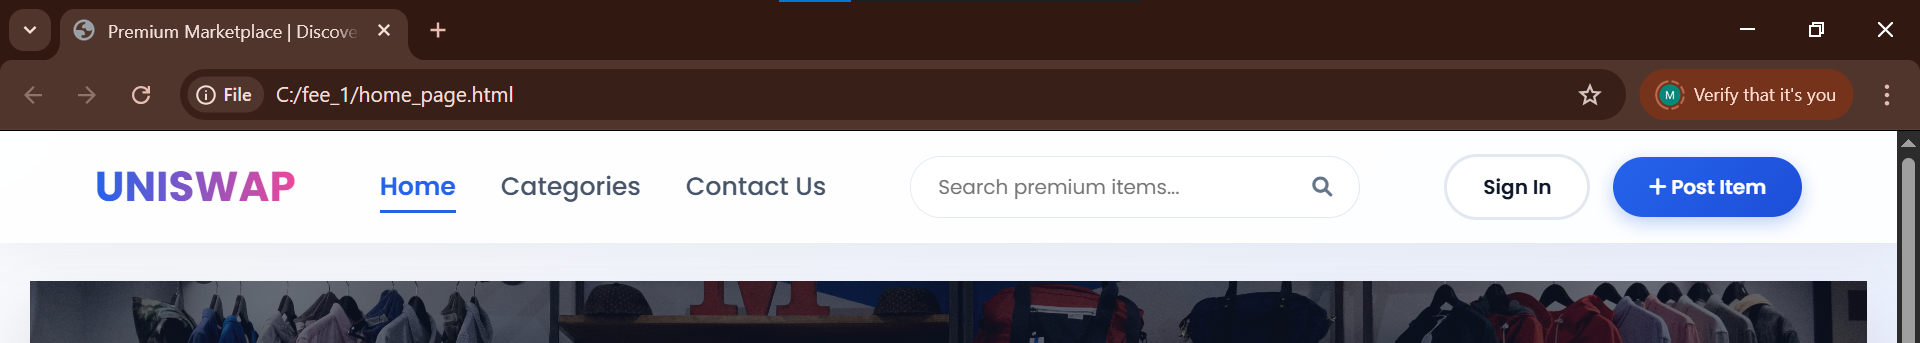 Premium Marketplace | Discove
File C:/fee_1/home_page.html M Verify that it's you
UNISWAP Home Categories Contact Us Search premium items... Sign In + Post Item